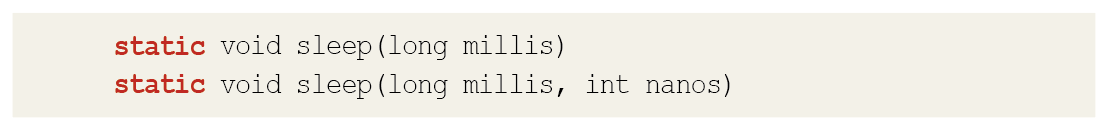 static void sleep(long millis)
static void sleep(long millis, int nanos)